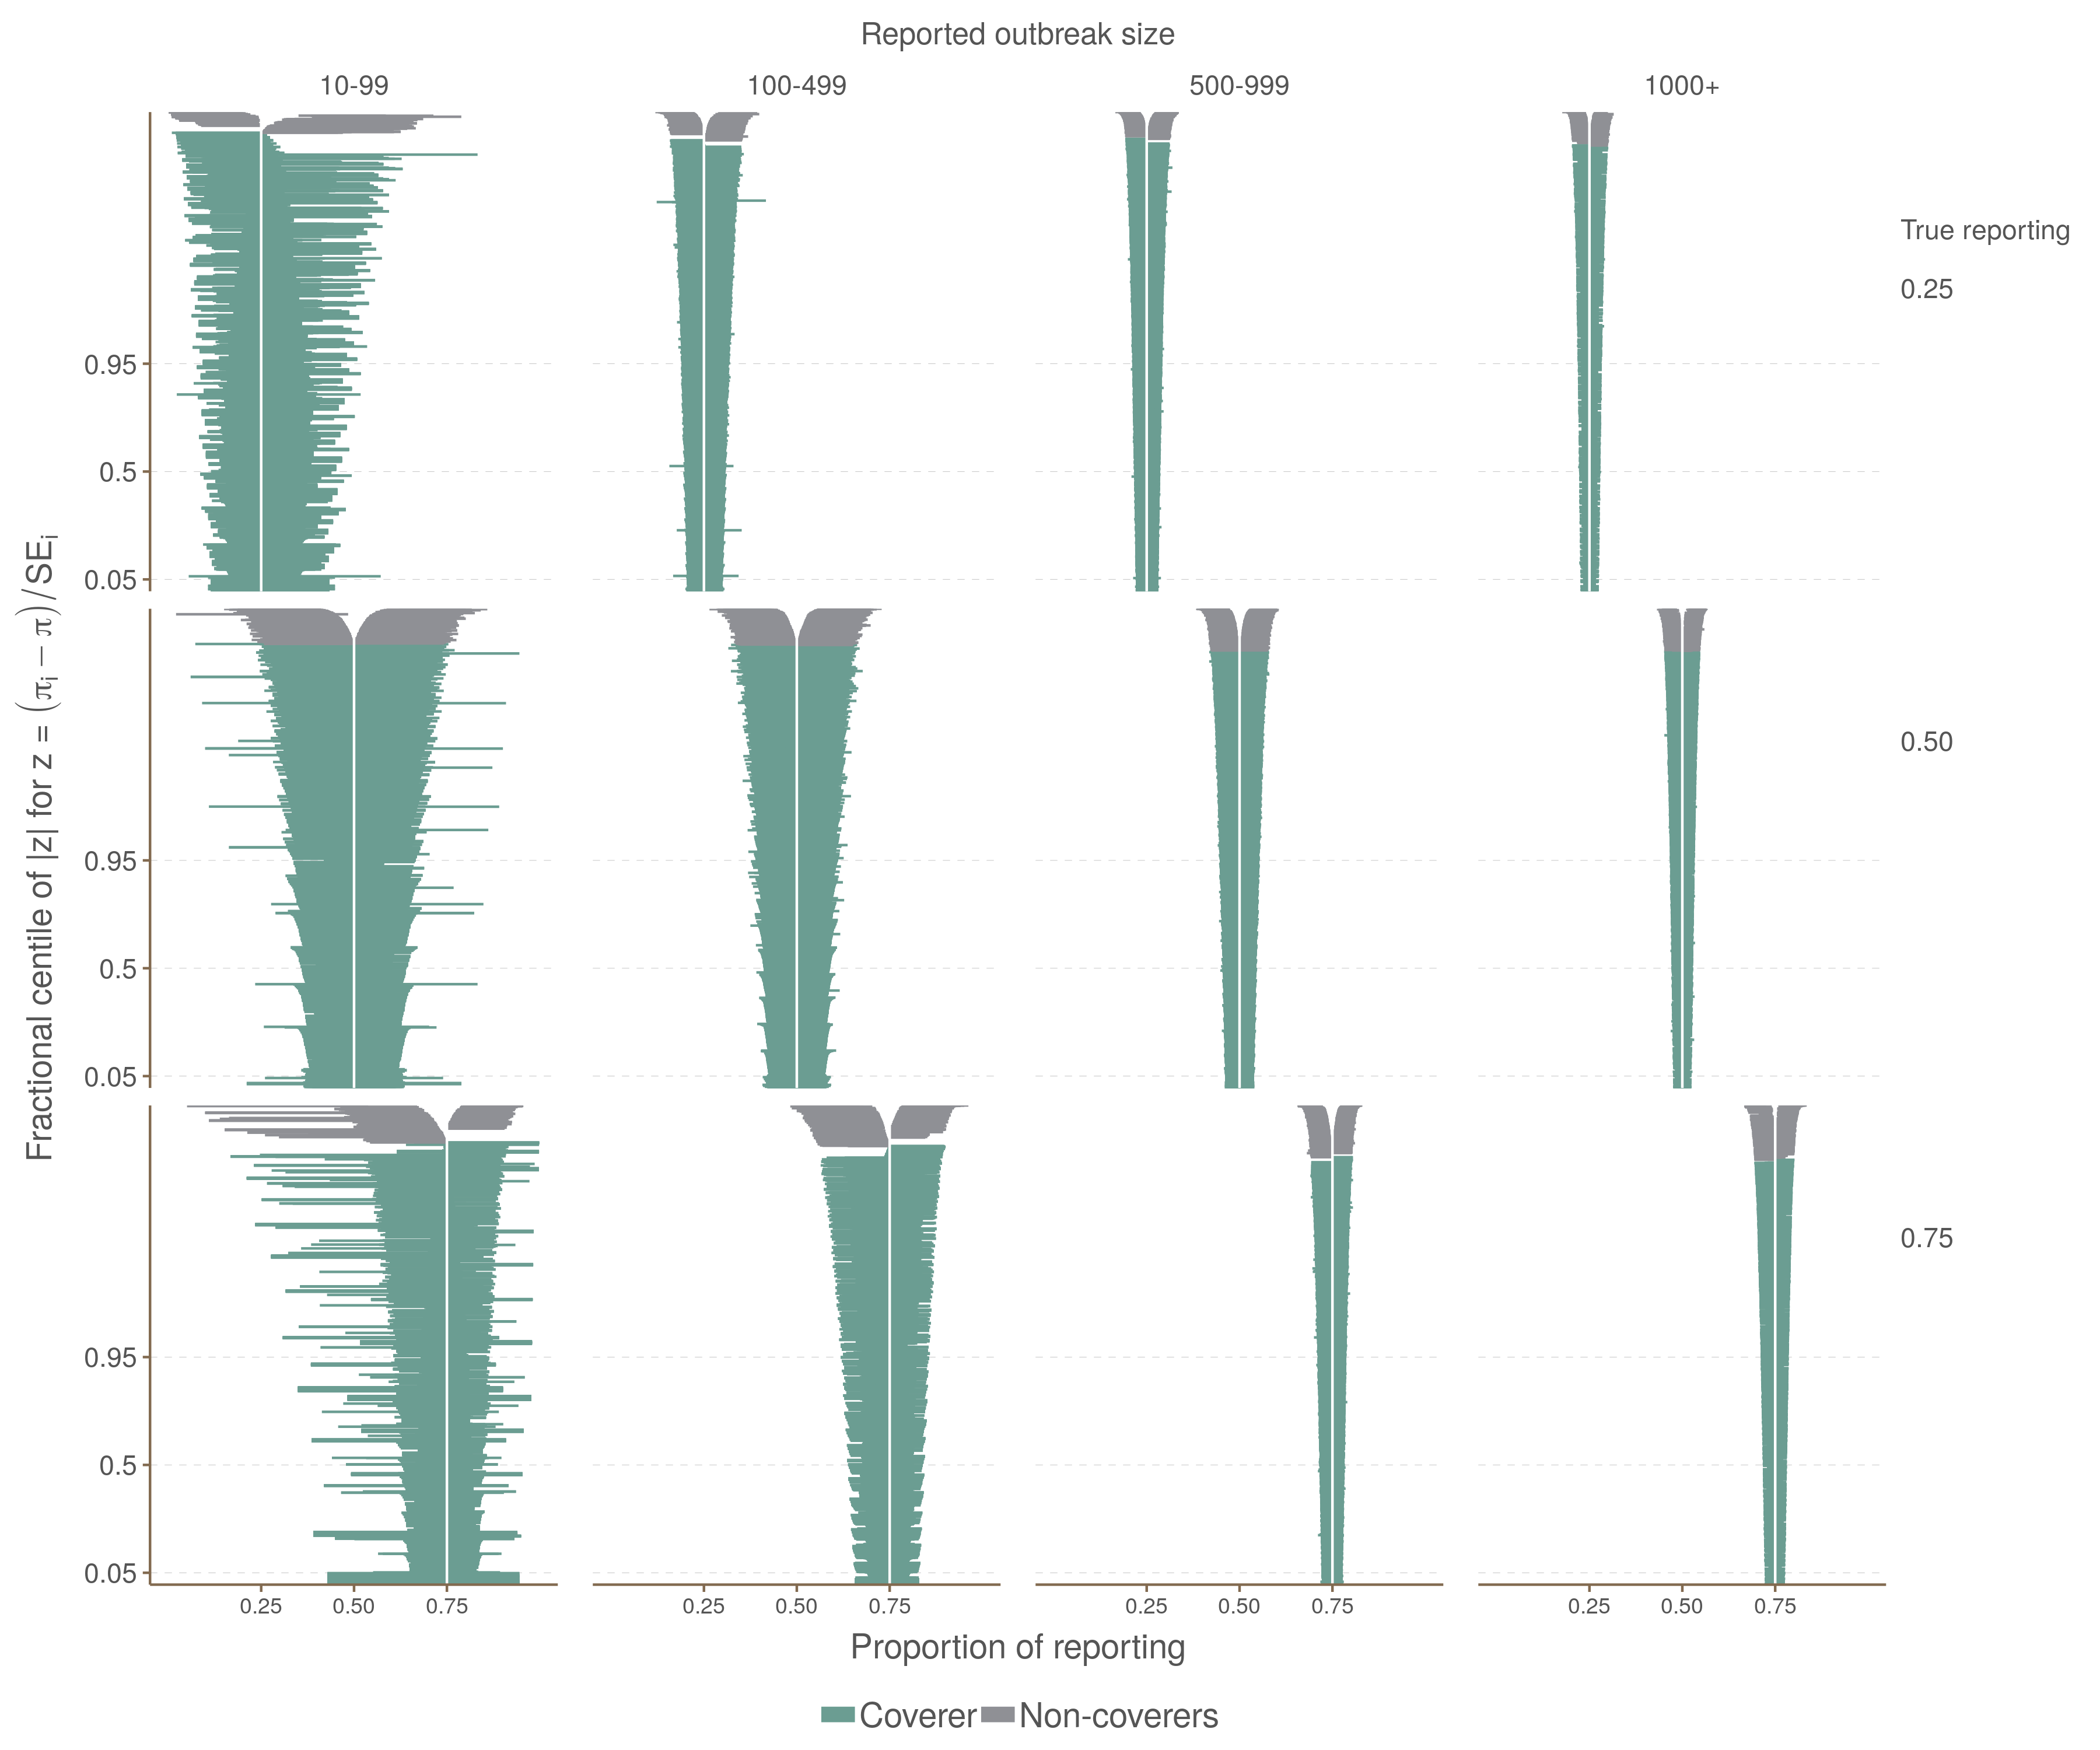 Reported outbreak size
10-99 100-499 500-999 1000+
Fractional centile of |z| for z = (πᵢ − π) / SEᵢ
True reporting
0.25
0.95
0.5
0.05
0.50
0.95
0.5
0.05
0.75
0.95
0.5
0.05
0.25 0.50 0.75 0.25 0.50 0.75 0.25 0.50 0.75 0.25 0.50 0.75
Proportion of reporting
Coverer Non-coverers